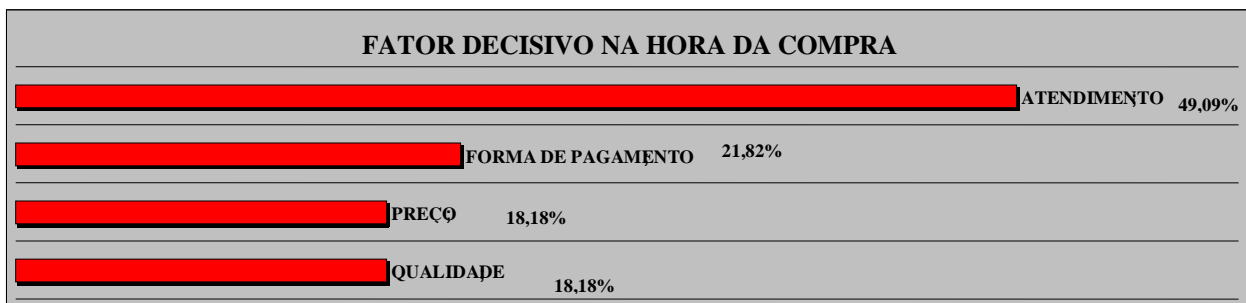 FATOR DECISIVO NA HORA DA COMPRA
ATENDIMENTO; 49,09%
FORMA DE PAGAMENTO; 21,82%
PREÇO; 18,18%
QUALIDADE; 18,18%